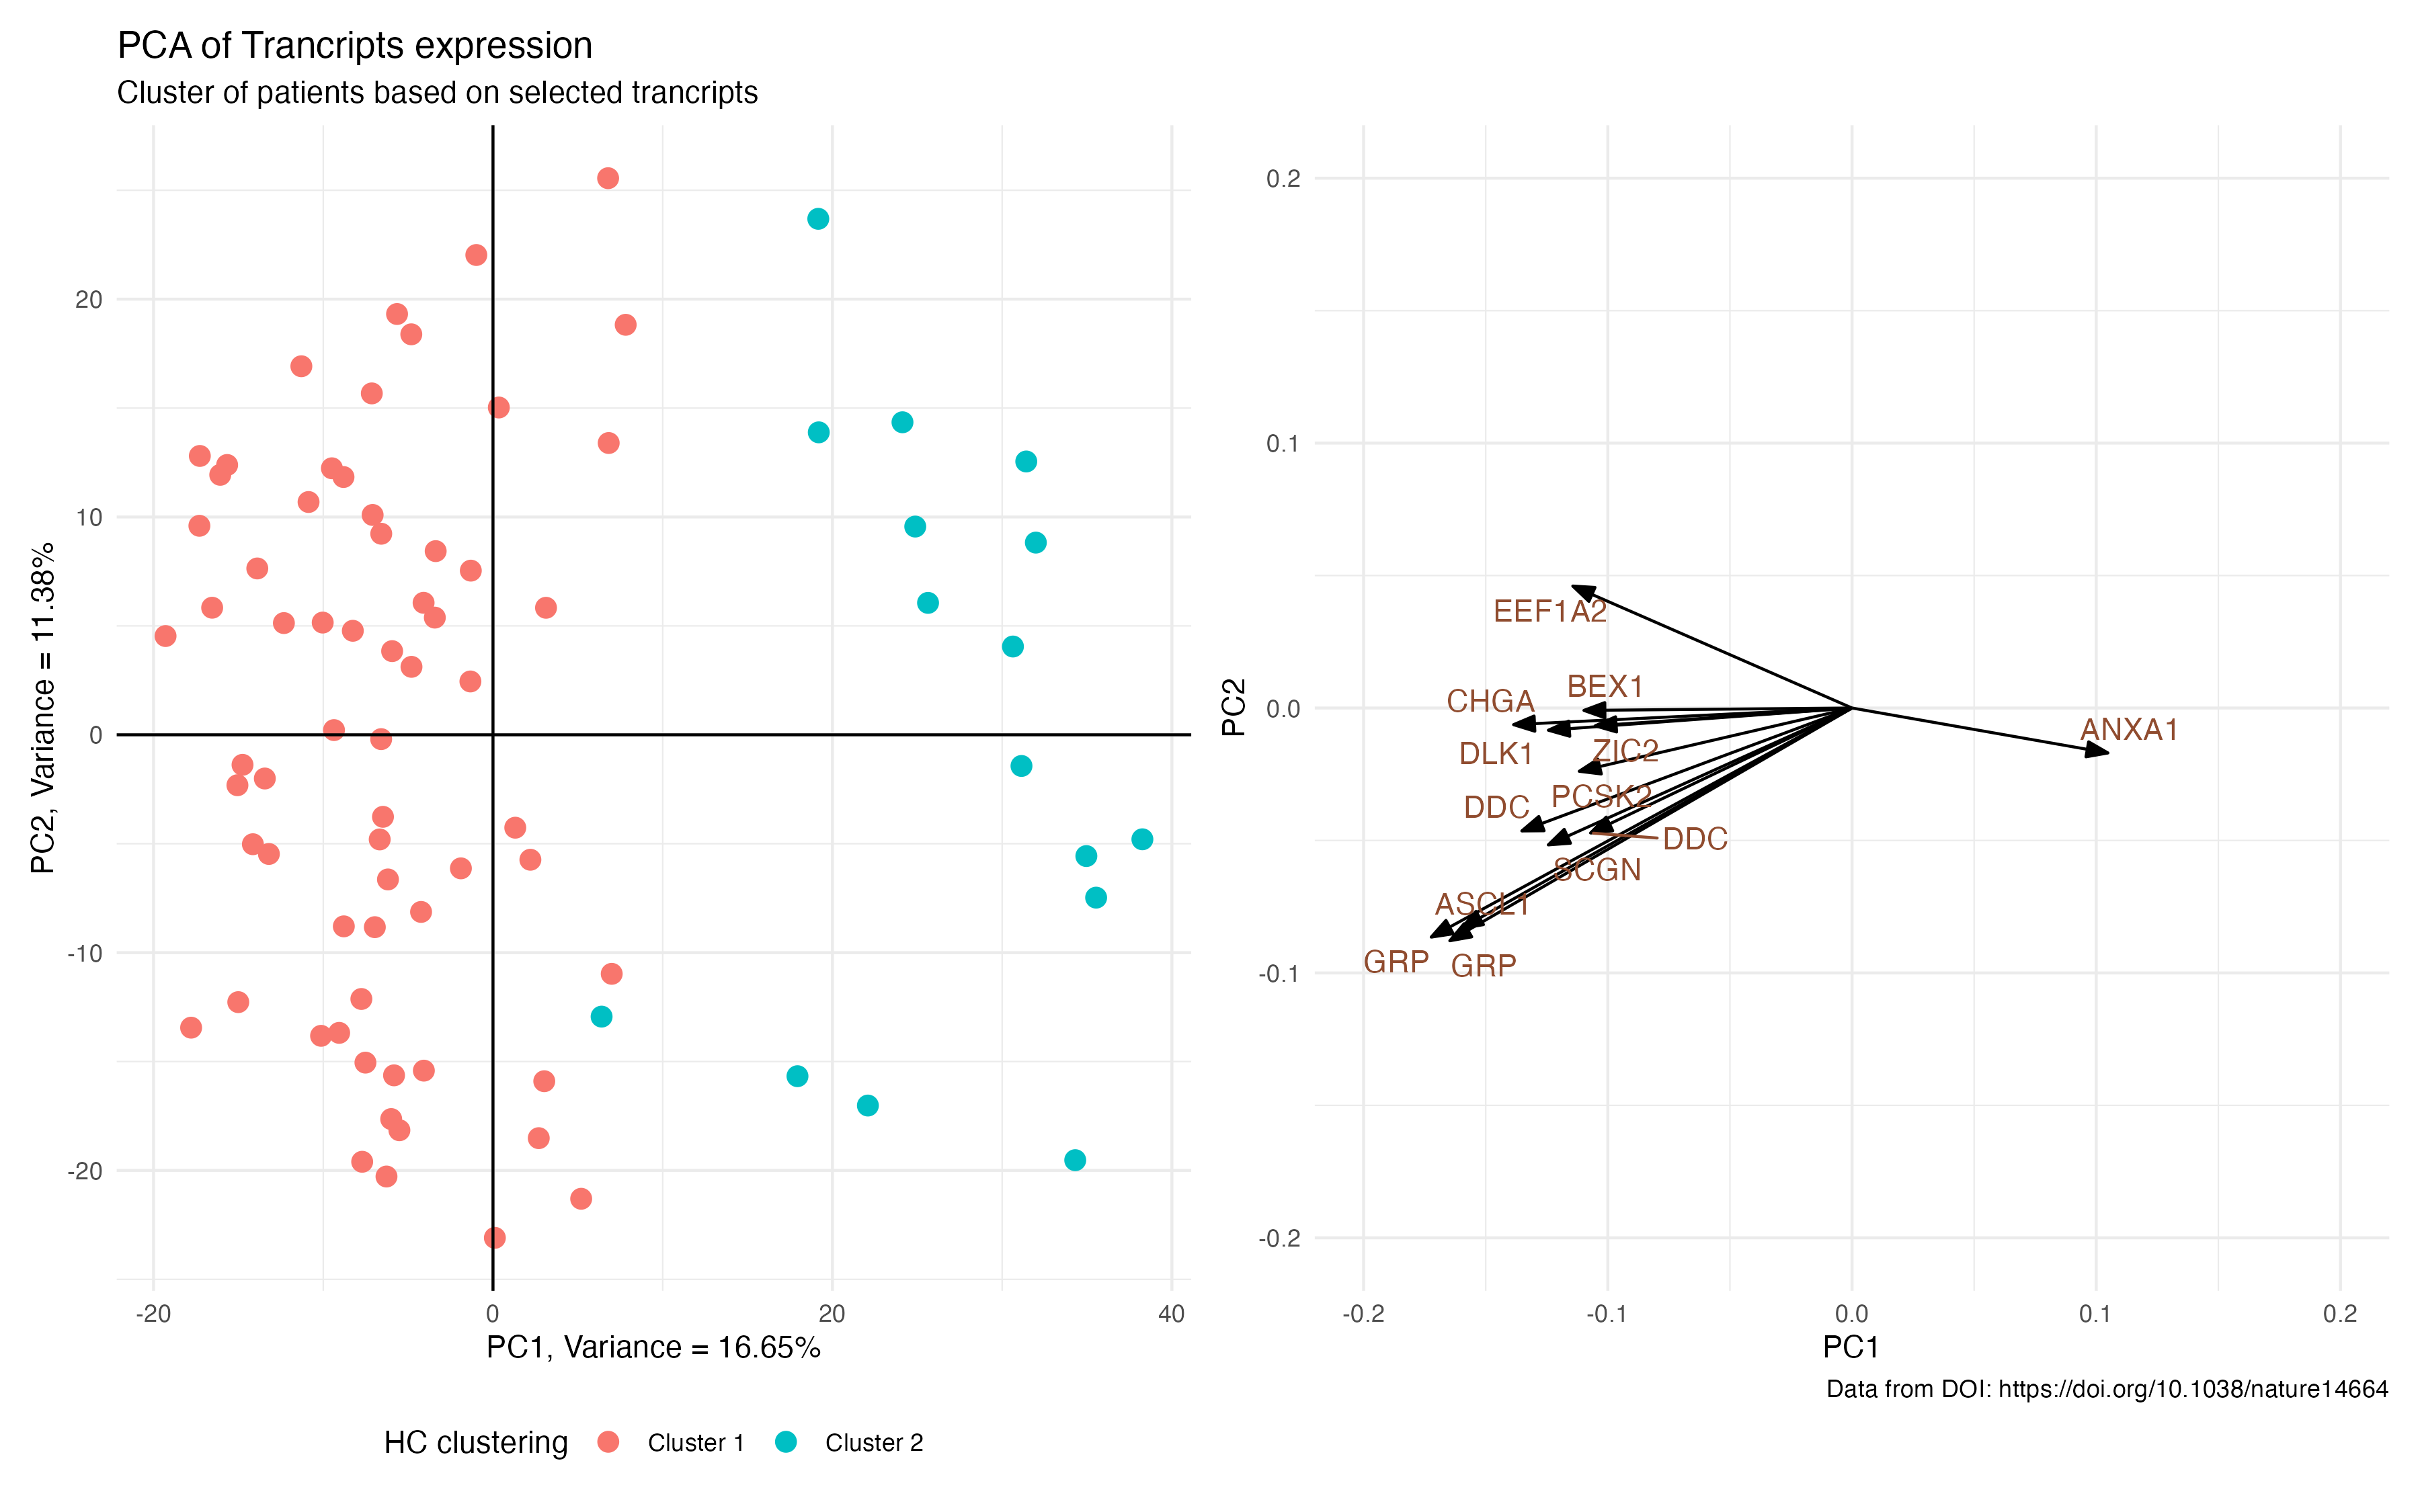 PCA of Trancripts expression
Cluster of patients based on selected trancripts
PC2, Variance = 11.38%
20
10
0
-10
-20
-20 0 20 40
PC1, Variance = 16.65%
HC clustering Cluster 1 Cluster 2
PC2
0.2
0.1
0.0
-0.1
-0.2
EEF1A2
BEX1
CHGA
ANXA1
DLK1
ZIC2
PCSK2
DDC
DDC
SCGN
ASCL1
GRP
GRP
-0.2 -0.1 0.0 0.1 0.2
PC1
Data from DOI: https://doi.org/10.1038/nature14664